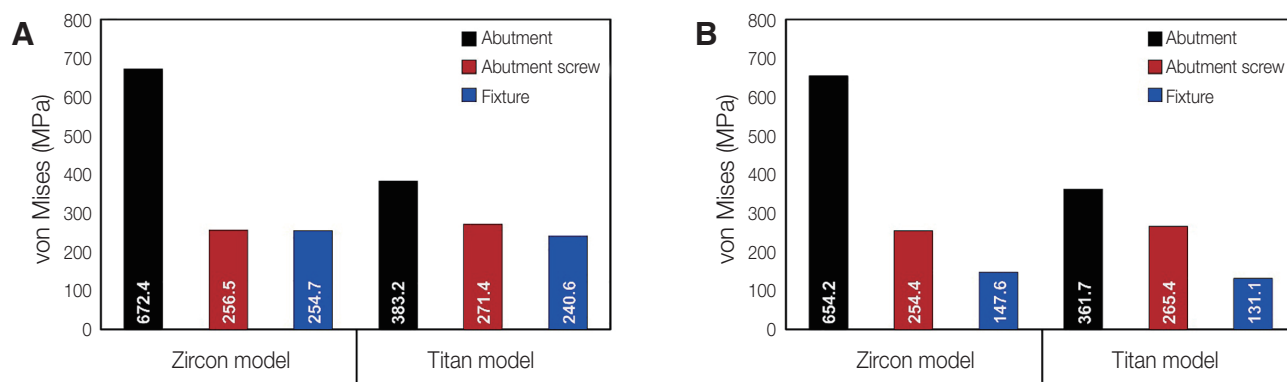 A
von Mises (MPa)
800
700
600
500
400
300
200
100
0
Abutment
Abutment screw
Fixture
672.4
256.5
254.7
383.2
271.4
240.6
Zircon model
Titan model
B
von Mises (MPa)
800
700
600
500
400
300
200
100
0
Abutment
Abutment screw
Fixture
654.2
254.4
147.6
361.7
265.4
131.1
Zircon model
Titan model